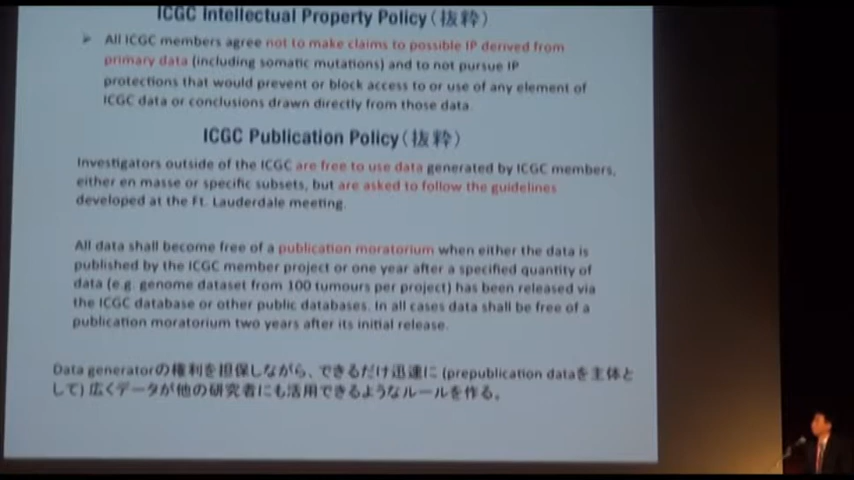 ICGC Intellectual Property Policy(抜粋)
➢ All ICGC members agree not to make claims to possible IP derived from
primary data (including somatic mutations) and to not pursue IP
protections that would prevent or block access to or use of any element of
ICGC data or conclusions drawn directly from those data.
ICGC Publication Policy(抜粋)
Investigators outside of the ICGC are free to use data generated by ICGC members,
either en masse or specific subsets, but are asked to follow the guidelines
developed at the Ft. Lauderdale meeting.
All data shall become free of a publication moratorium when either the data is
published by the ICGC member project or one year after a specified quantity of
data (e.g. genome dataset from 100 tumours per project) has been released via
the ICGC database or other public databases. In all cases data shall be free of a
publication moratorium two years after its initial release.
Data generatorの権利を担保しながら、できるだけ迅速に (prepublication dataを主体と
して) 広くデータが他の研究者にも活用できるようなルールを作る。